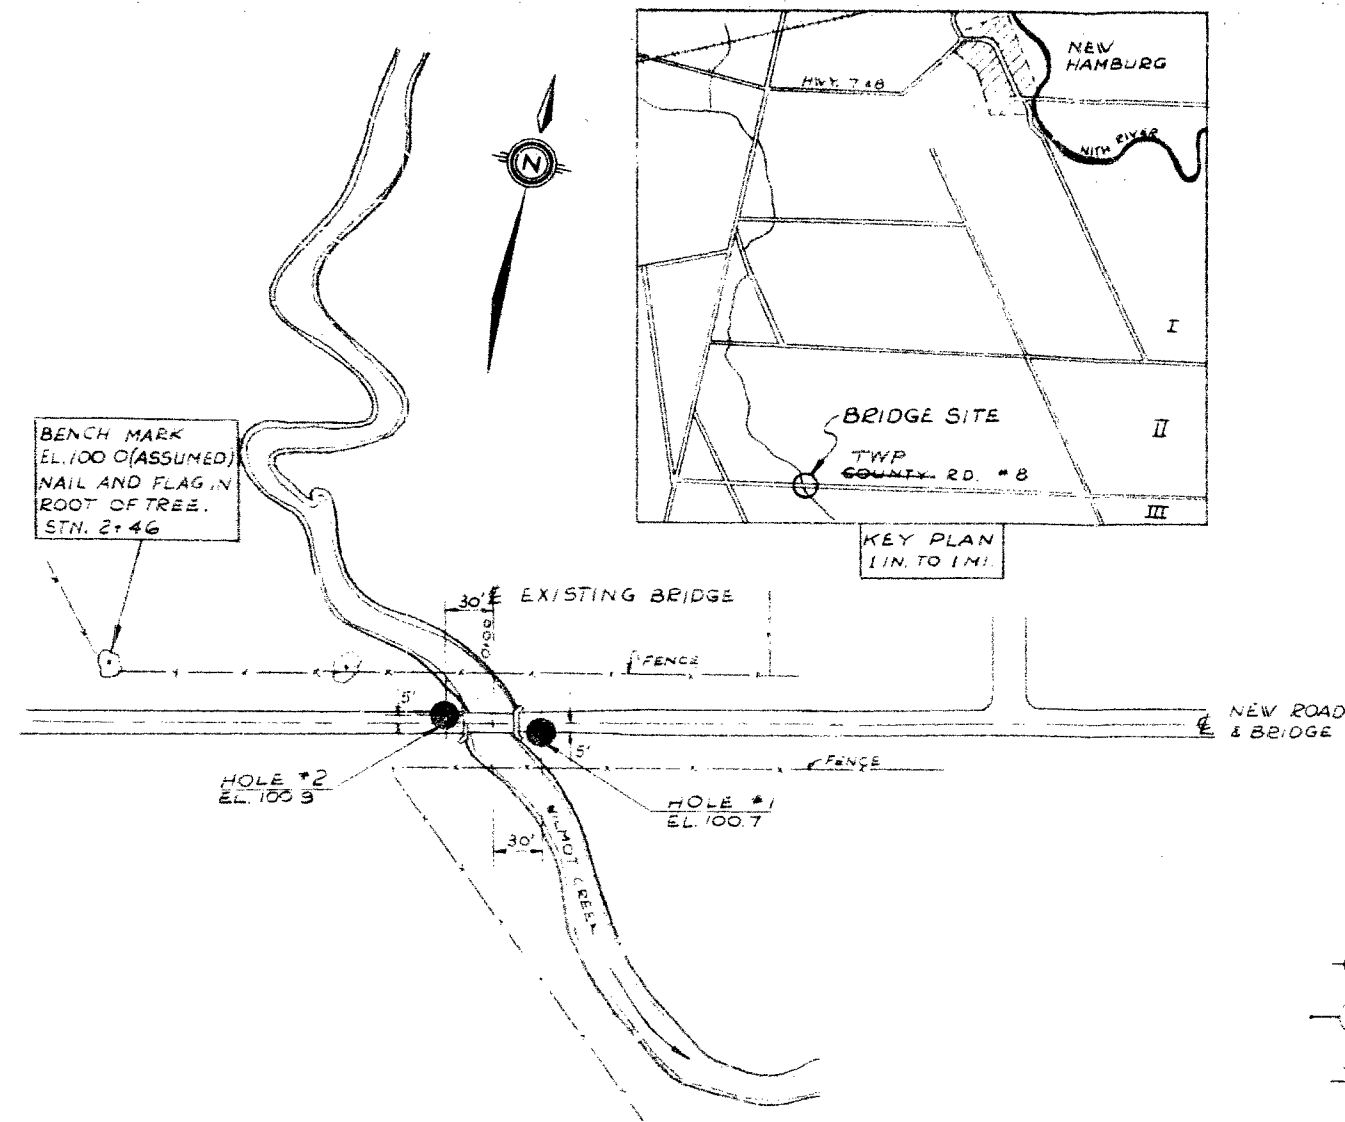 NEW
HAMBURG
HWY. 7 & 8
NITH RIVER
I
BRIDGE SITE
II
TWP
COUNTY RD. #8
III
KEY PLAN
1 IN. TO 1 MI.
N
BENCH MARK
EL. 100 0 (ASSUMED)
NAIL AND FLAG IN
ROOT OF TREE.
STN. 2+46
30' ℄ EXISTING BRIDGE
0+00
FENCE
5'
℄ NEW ROAD
& BRIDGE
5'
FENCE
HOLE #2
EL. 100 9
HOLE #1
EL. 100.7
30'
WILMOT CREEK